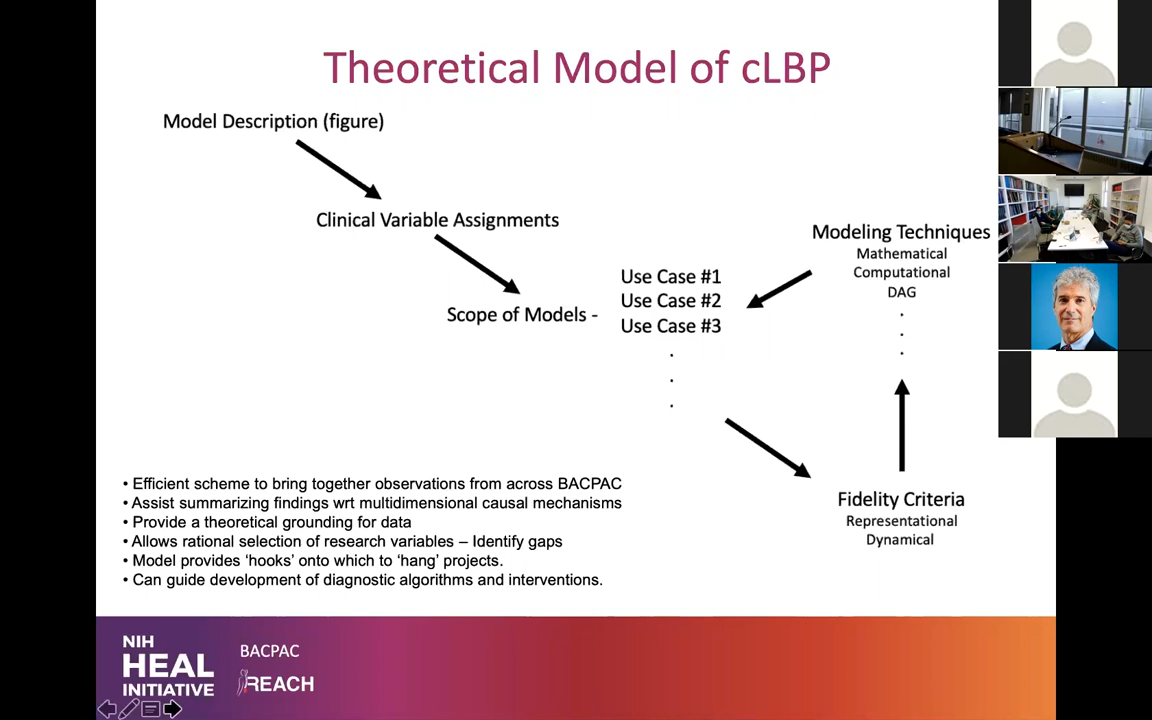 Theoretical Model of cLBP
Model Description (figure)
Clinical Variable Assignments
Scope of Models -
Use Case #1
Use Case #2
Use Case #3
.
.
.
Modeling Techniques
Mathematical
Computational
DAG
.
.
.
Fidelity Criteria
Representational
Dynamical
• Efficient scheme to bring together observations from across BACPAC
• Assist summarizing findings wrt multidimensional causal mechanisms
• Provide a theoretical grounding for data
• Allows rational selection of research variables – Identify gaps
• Model provides ‘hooks’ onto which to ‘hang’ projects.
• Can guide development of diagnostic algorithms and interventions.
NIH
HEAL
INITIATIVE
BACPAC
REACH